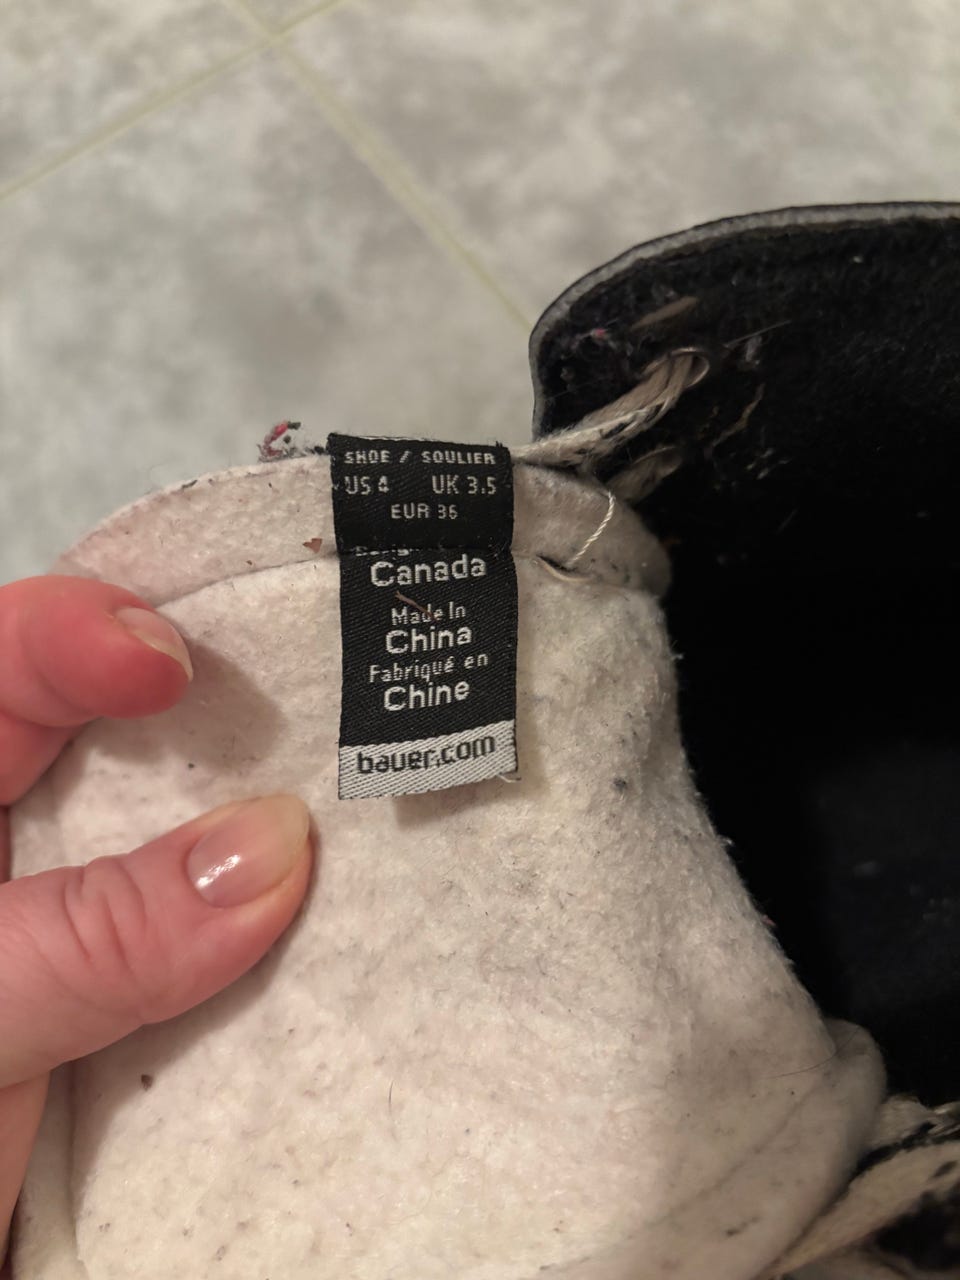 SHOE / SOULIER
US 4 UK 3.5
EUR 36
Canada
Made In
China
Fabriqué en
Chine
bauer.com